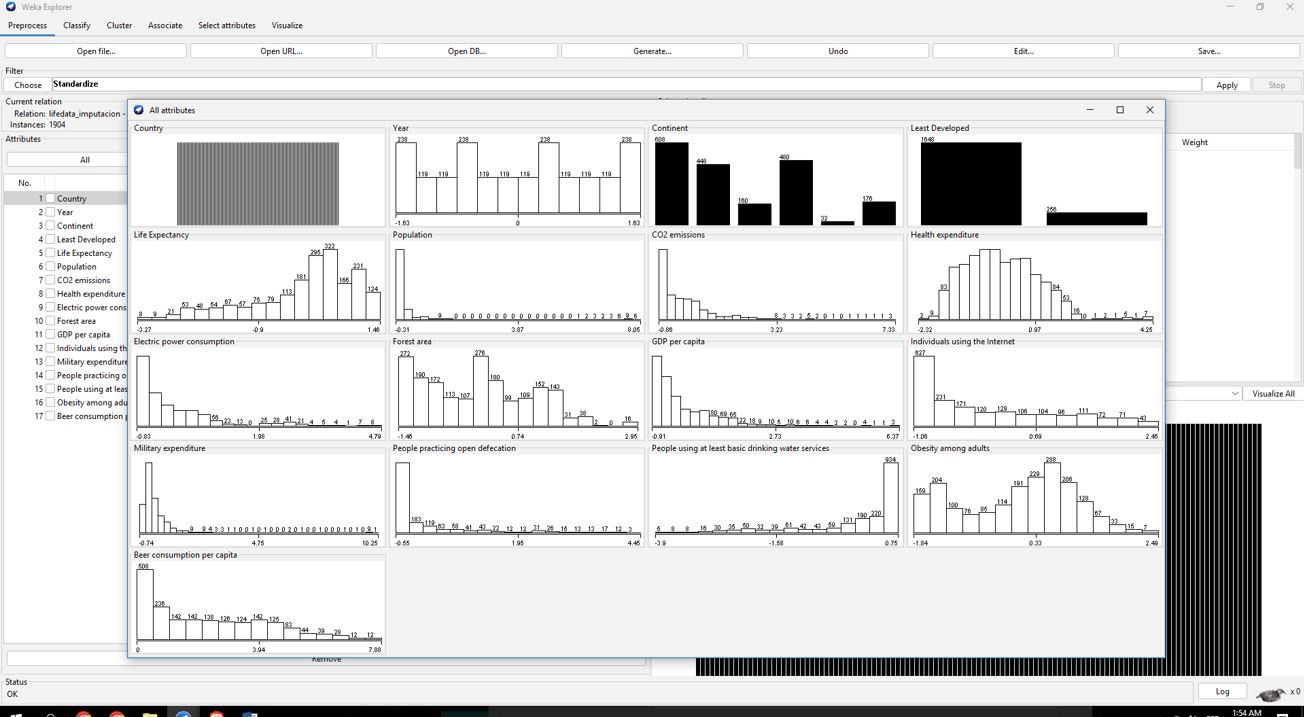 Weka Explorer
Preprocess Classify Cluster Associate Select attributes Visualize
Open file... Open URL... Open DB... Generate... Undo Edit... Save...
Filter
Choose Standardize Apply Stop
Current relation
Relation: lifedata_imputacion -
Instances: 1904
Attributes
All
No.
1 Country
2 Year
3 Continent
4 Least Developed
5 Life Expectancy
6 Population
7 CO2 emissions
8 Health expenditure
9 Electric power cons
10 Forest area
11 GDP per capita
12 Individuals using th
13 Military expenditure
14 People practicing o
15 People using at leas
16 Obesity among adu
17 Beer consumption p
Remove
Weight
Visualize All
All attributes
Country
Year
238 119 119 238 119 119 119 238 119 119 119 238
-1.63 0 1.63
Continent
608 448 160 480 32 176
Least Developed
1648 256
Life Expectancy
8 9 21 53 48 54 67 57 76 79 113 181 295 322 166 231 124
-3.27 -0.9 1.46
Population
9 0 0 0 0 0 0 0 0 0 0 0 0 0 0 2 3 6 9 6
-0.31 3.87 8.05
CO2 emissions
8 3 3 2 5 0 0 0 0 0 1 1 3
-0.86 3.23 7.33
Health expenditure
2 9 83 84 53 16 0 1 2 1 5 1 7
-2.32 0.97 4.25
Electric power consumption
56 23 13 0 25 28 41 21 4 5 4 1 7 8
-0.83 1.98 4.79
Forest area
272 190 172 113 107 276 180 99 109 152 143 31 38 2 0 16
-1.46 0.74 2.95
GDP per capita
80 69 65 22 18 9 10 5 10 6 4 4 2 2 0 4 1 1 3
-0.91 2.73 6.37
Individuals using the Internet
627 231 171 120 129 106 104 96 111 72 71 43
-1.06 0.69 2.45
Military expenditure
9 9 4 3 3 1 1 0 0 1 0 1 0 0 0 2 0 0 1 0 0 0 1 0 0 0 1 0 9 1
-0.74 4.75 10.25
People practicing open defecation
183 119 63 58 41 43 22 12 12 31 26 15 13 13 17 12 3
-0.55 1.95 4.45
People using at least basic drinking water services
5 8 8 16 30 35 50 32 39 61 42 43 59 131 190 220 934
-3.9 -1.58 0.75
Obesity among adults
159 204 100 76 85 114 191 229 288 206 128 67 33 15 7
-1.84 0.33 2.49
Beer consumption per capita
508 236 142 142 138 126 124 142 125 83 44 39 28 12 12
0 3.94 7.88
Status
OK
Log x 0
1:54 AM